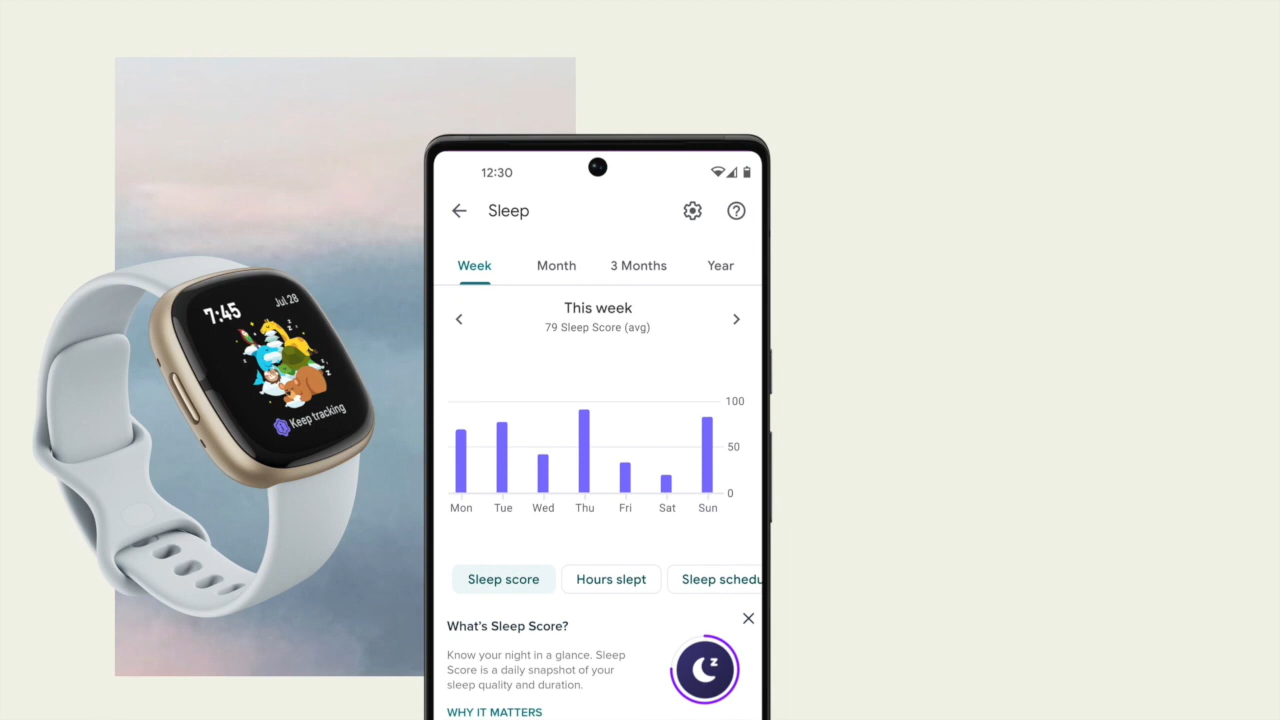 7:45
Jul 28
Keep tracking
12:30
Sleep
Week Month 3 Months Year
This week
79 Sleep Score (avg)
100
50
0
Mon Tue Wed Thu Fri Sat Sun
Sleep score Hours slept Sleep schedu
What's Sleep Score?
Know your night in a glance. Sleep
Score is a daily snapshot of your
sleep quality and duration.
WHY IT MATTERS